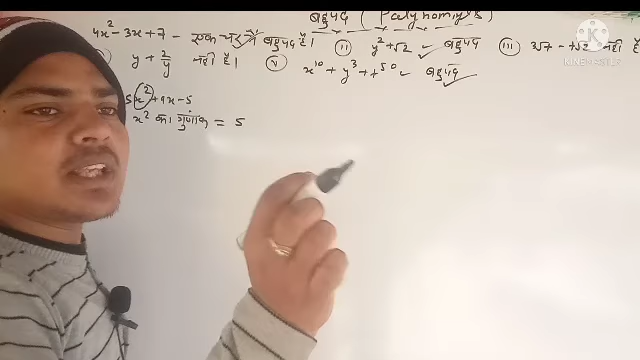 बहुपद (Polynomials)
4x² - 3x + 7 - एक चर में बहुपद है। (ii) y² + √2 ✓ बहुपद (iii) 3√t - t√2 नहीं है
y + 2/y नहीं है। (v) x¹⁰ + y³ + t⁵⁰ ✓ बहुपद
5x² + 9x - 5
x² का गुणांक = 5
KINEMASTER